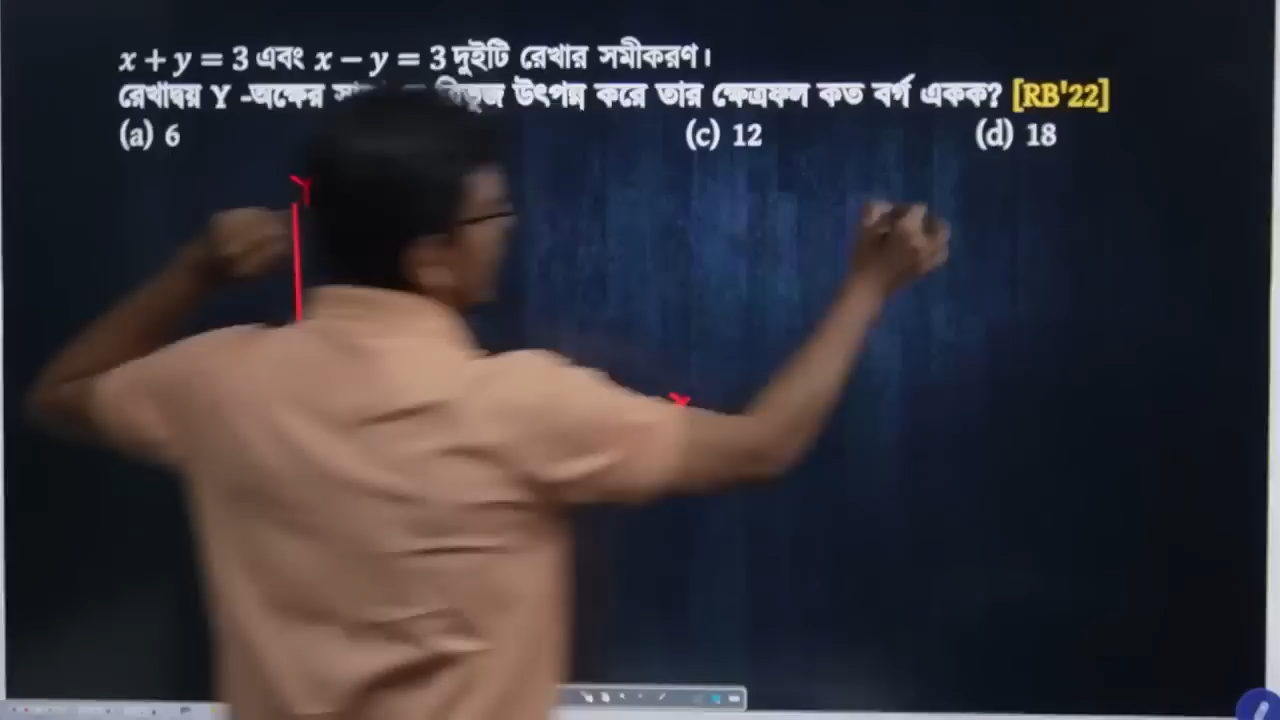 x + y = 3 এবং x − y = 3 দুইটি রেখার সমীকরণ।
রেখাদ্বয় Y -অক্ষের ত্রিভুজ উৎপন্ন করে তার ক্ষেত্রফল কত বর্গ একক? [RB'22]
(a) 6 (c) 12 (d) 18
Y
x